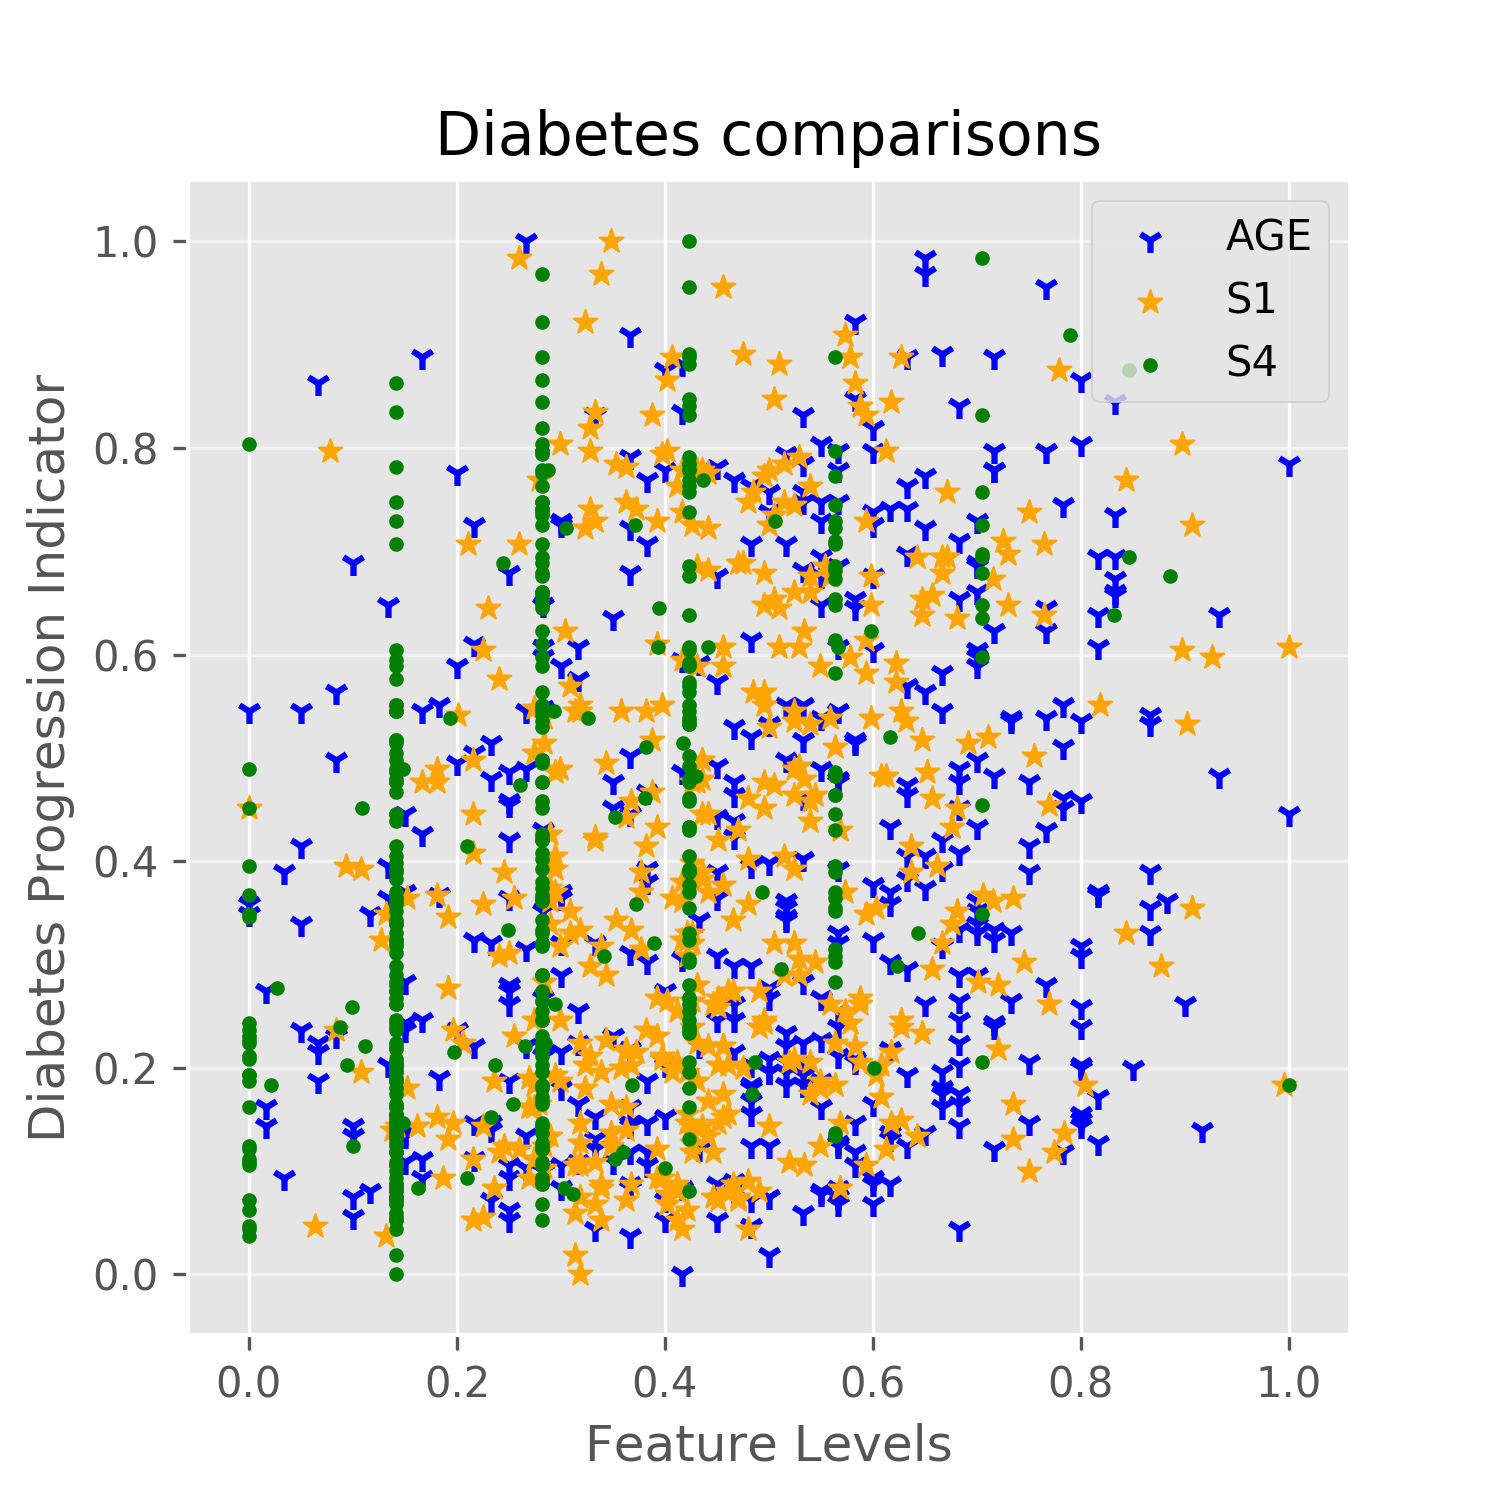 Diabetes comparisons
AGE
S1
S4
1.0
0.8
0.6
0.4
0.2
0.0
Diabetes Progression Indicator
0.0 0.2 0.4 0.6 0.8 1.0
Feature Levels